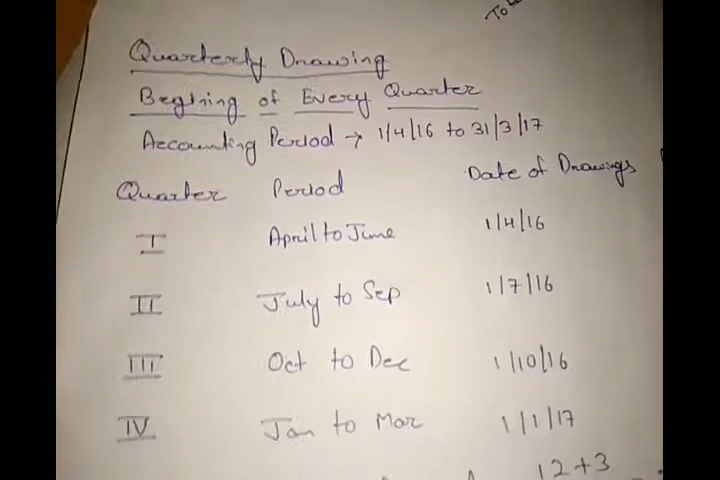 To
Quarterly Drawing
Begining of Every Quarter
Accounting Period → 1/4/16 to 31/3/17
Quarter Period Date of Drawings
I April to June 1/4/16
II July to Sep 1/7/16
III Oct to Dec 1/10/16
IV Jan to Mar 1/1/17
12+3